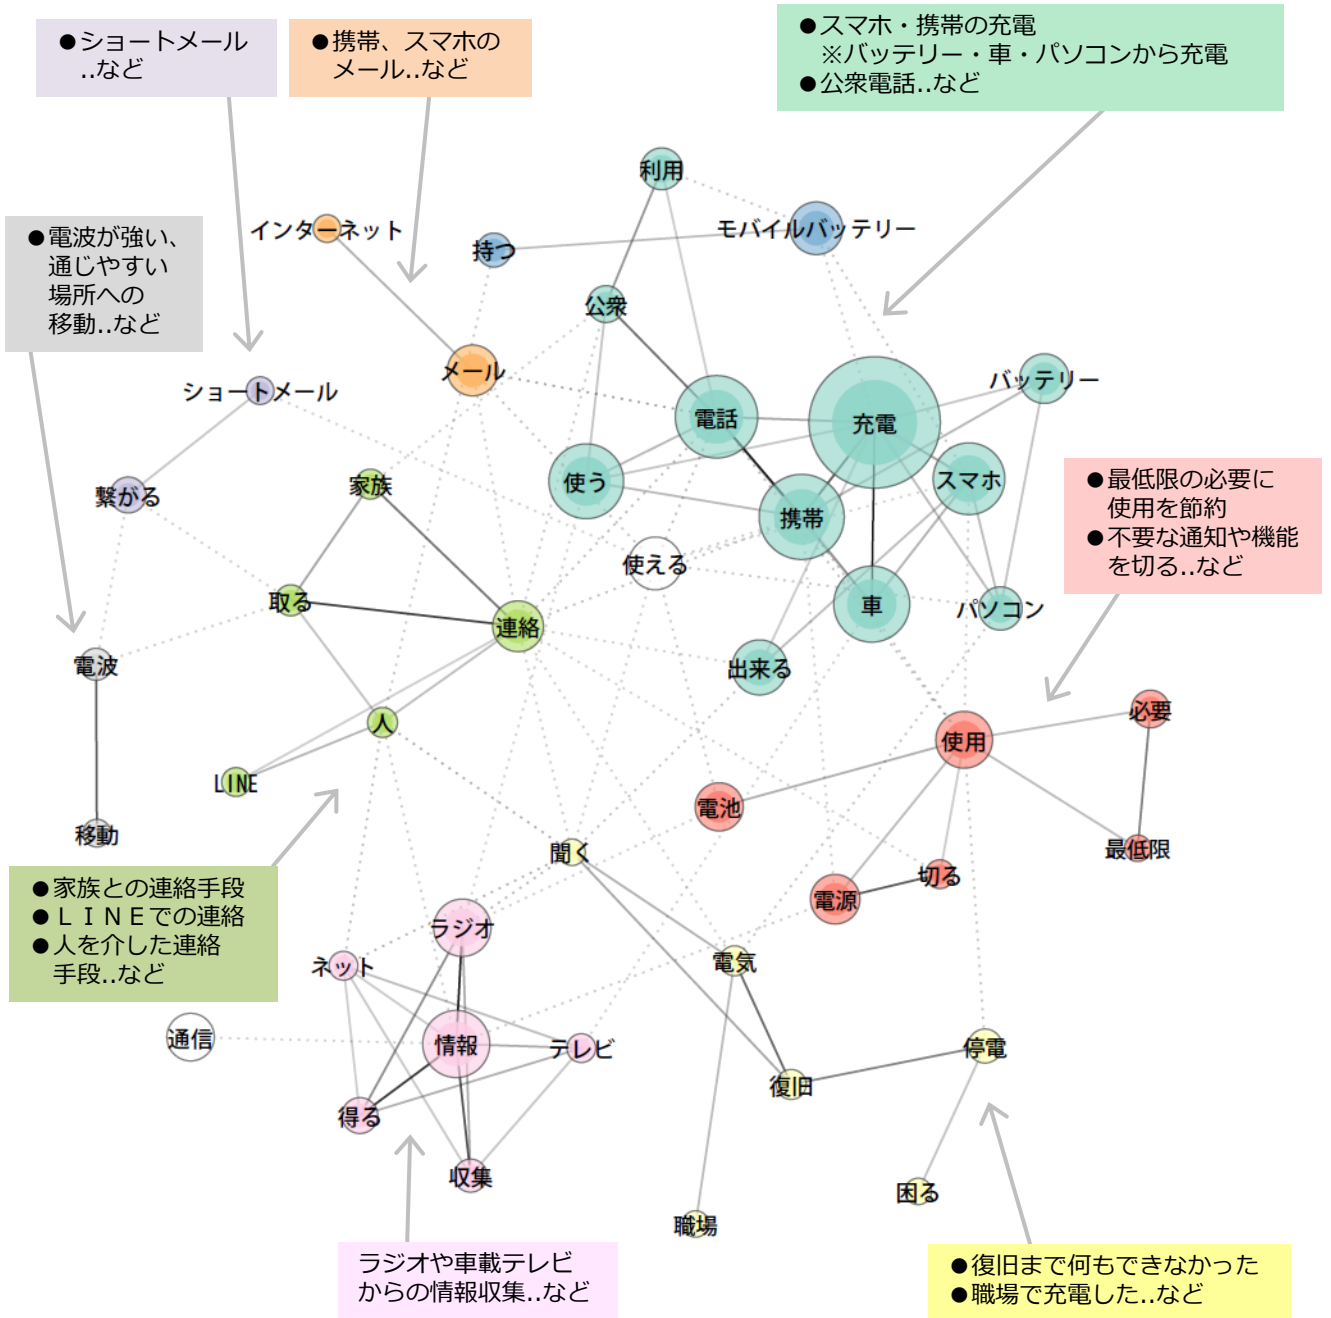 ●ショートメール
‥など
●携帯、スマホの
メール‥など
●スマホ・携帯の充電
※バッテリー・車・パソコンから充電
●公衆電話‥など
利用
インターネット
持つ
モバイルバッテリー
●電波が強い、
通じやすい
場所への
移動‥など
公衆
メール
ショートメール
バッテリー
電話
充電
使う
スマホ
家族
繋がる
携帯
●最低限の必要に
使用を節約
●不要な通知や機能
を切る‥など
使える
取る
連絡
車
パソコン
電波
出来る
人
使用
必要
LINE
電池
移動
聞く
最低限
切る
電源
●家族との連絡手段
●ＬＩＮＥでの連絡
●人を介した連絡
手段‥など
ラジオ
ネット
電気
通信
情報
テレビ
停電
復旧
得る
収集
困る
職場
ラジオや車載テレビ
からの情報収集‥など
●復旧まで何もできなかった
●職場で充電した‥など